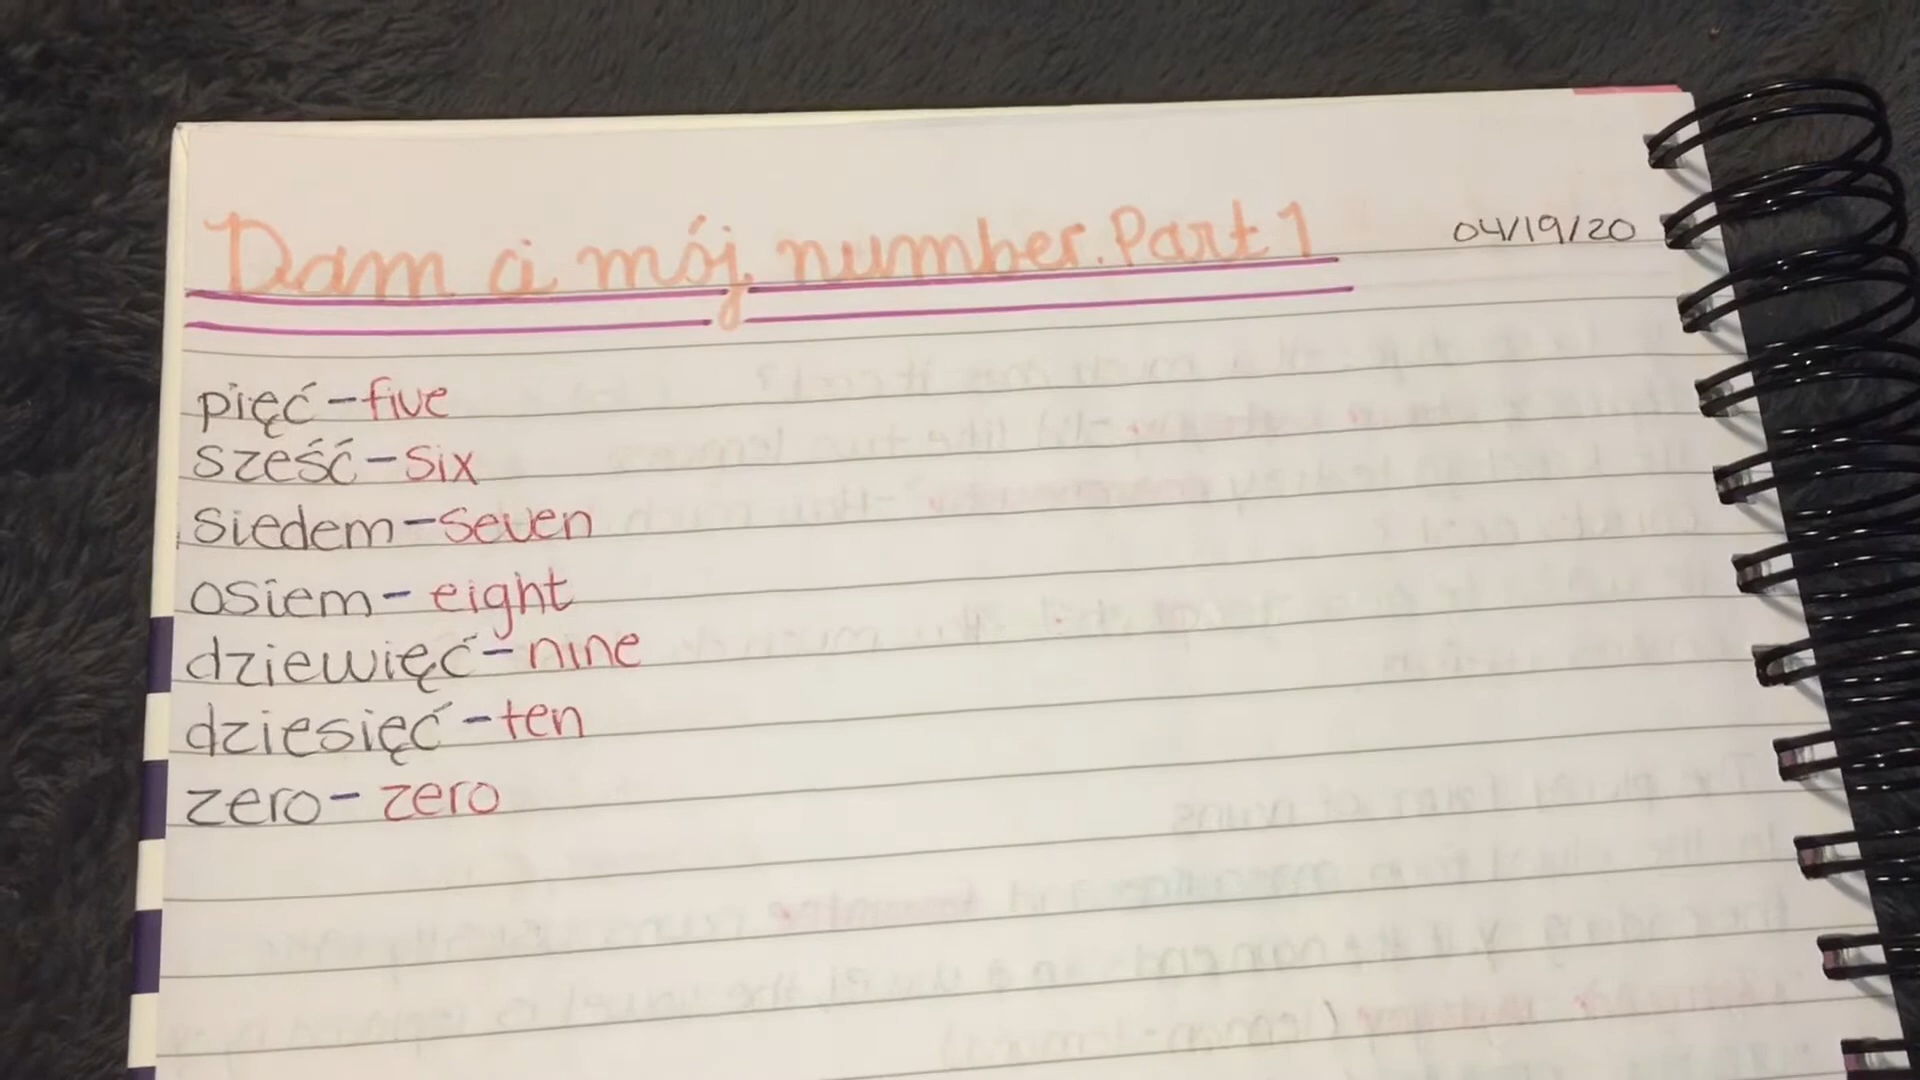 Dam ci mój number. Part 1
04/19/20
pięć - five
sześć - six
siedem - seven
osiem - eight
dziewięć - nine
dziesięć - ten
zero - zero